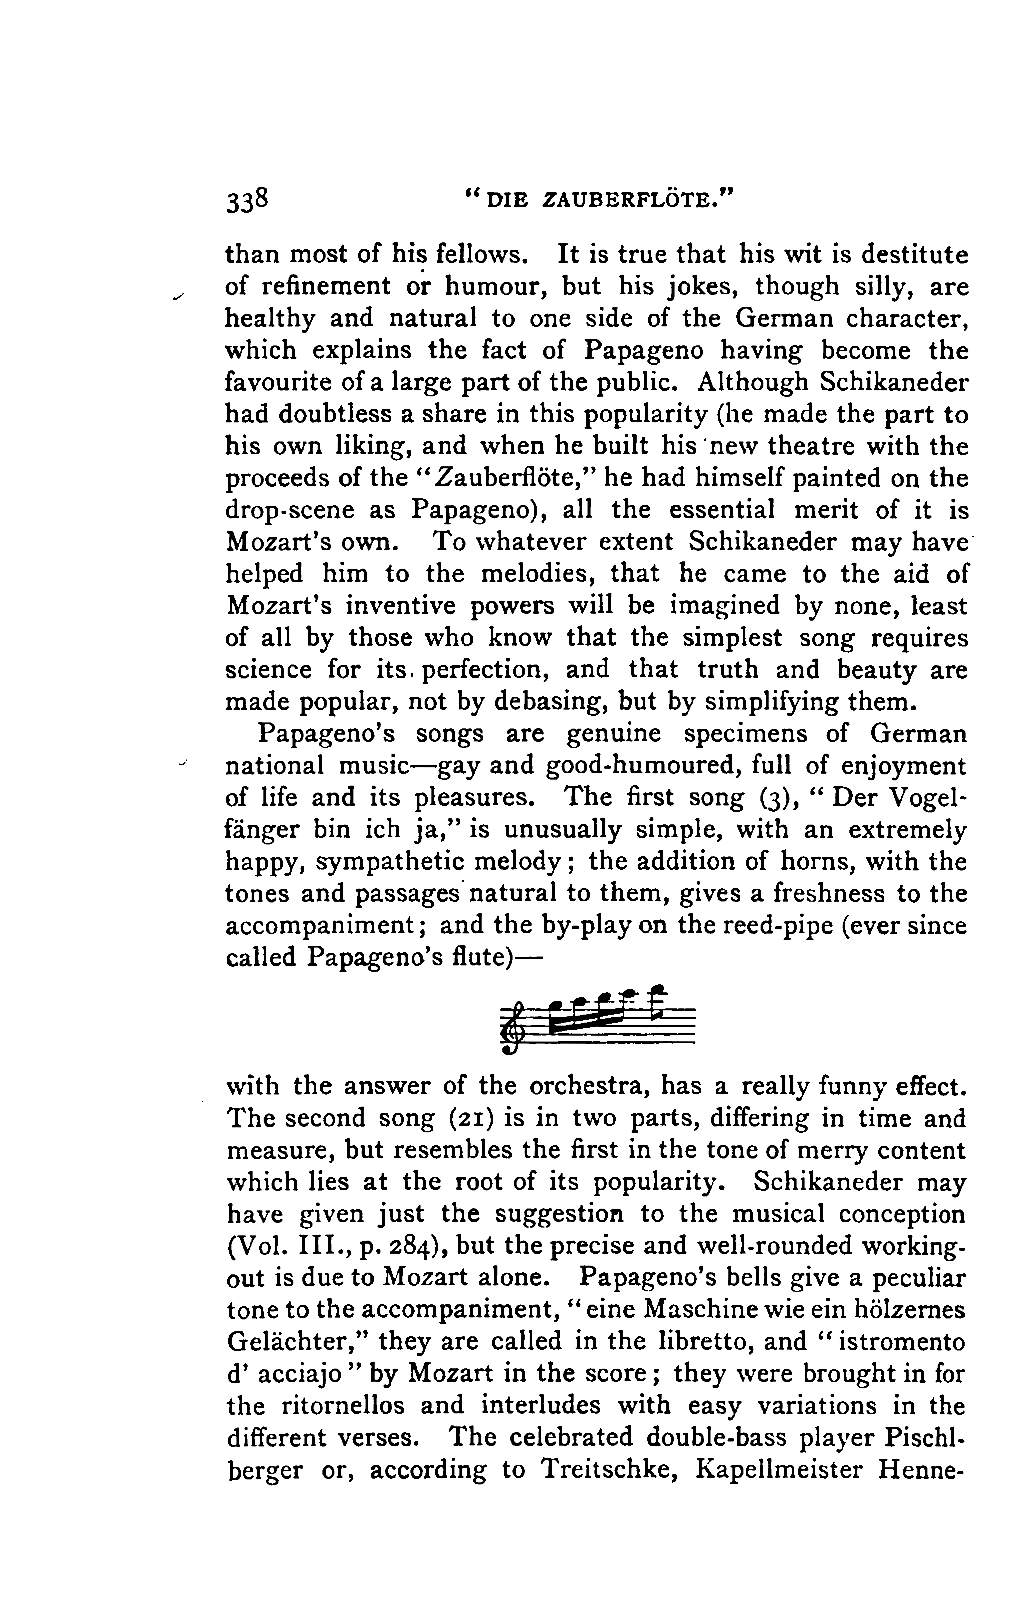 338 “ DIE ZAUBERFLÖTE.”
than most of his fellows. It is true that his wit is destitute
of refinement or humour, but his jokes, though silly, are
healthy and natural to one side of the German character,
which explains the fact of Papageno having become the
favourite of a large part of the public. Although Schikaneder
had doubtless a share in this popularity (he made the part to
his own liking, and when he built his new theatre with the
proceeds of the “Zauberflöte,” he had himself painted on the
drop-scene as Papageno), all the essential merit of it is
Mozart's own. To whatever extent Schikaneder may have
helped him to the melodies, that he came to the aid of
Mozart's inventive powers will be imagined by none, least
of all by those who know that the simplest song requires
science for its perfection, and that truth and beauty are
made popular, not by debasing, but by simplifying them.
Papageno's songs are genuine specimens of German
national music—gay and good-humoured, full of enjoyment
of life and its pleasures. The first song (3), “ Der Vogel-
fänger bin ich ja,” is unusually simple, with an extremely
happy, sympathetic melody ; the addition of horns, with the
tones and passages natural to them, gives a freshness to the
accompaniment ; and the by-play on the reed-pipe (ever since
called Papageno's flute)—
with the answer of the orchestra, has a really funny effect.
The second song (21) is in two parts, differing in time and
measure, but resembles the first in the tone of merry content
which lies at the root of its popularity. Schikaneder may
have given just the suggestion to the musical conception
(Vol. III., p. 284), but the precise and well-rounded working-
out is due to Mozart alone. Papageno's bells give a peculiar
tone to the accompaniment, “eine Maschine wie ein hölzernes
Gelächter,” they are called in the libretto, and “ istromento
d' acciajo ” by Mozart in the score ; they were brought in for
the ritornellos and interludes with easy variations in the
different verses. The celebrated double-bass player Pischl-
berger or, according to Treitschke, Kapellmeister Henne-